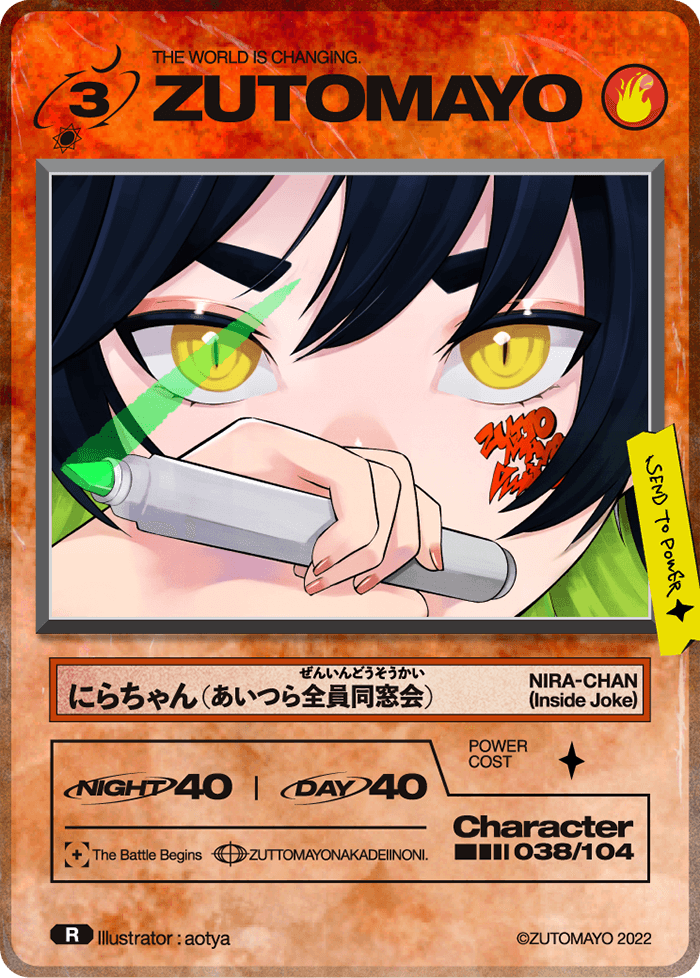 THE WORLD IS CHANGING.
3 ZUTOMAYO
ZUTO
MAYO
SEND TO POWER
ぜんいんどうそうかい
にらちゃん(あいつら全員同窓会)
NIRA-CHAN
(Inside Joke)
POWER
COST
NIGHT 40 | DAY 40
Character
038/104
The Battle Begins ZUTTOMAYONAKADEIINONI.
R Illustrator : aotya
©ZUTOMAYO 2022